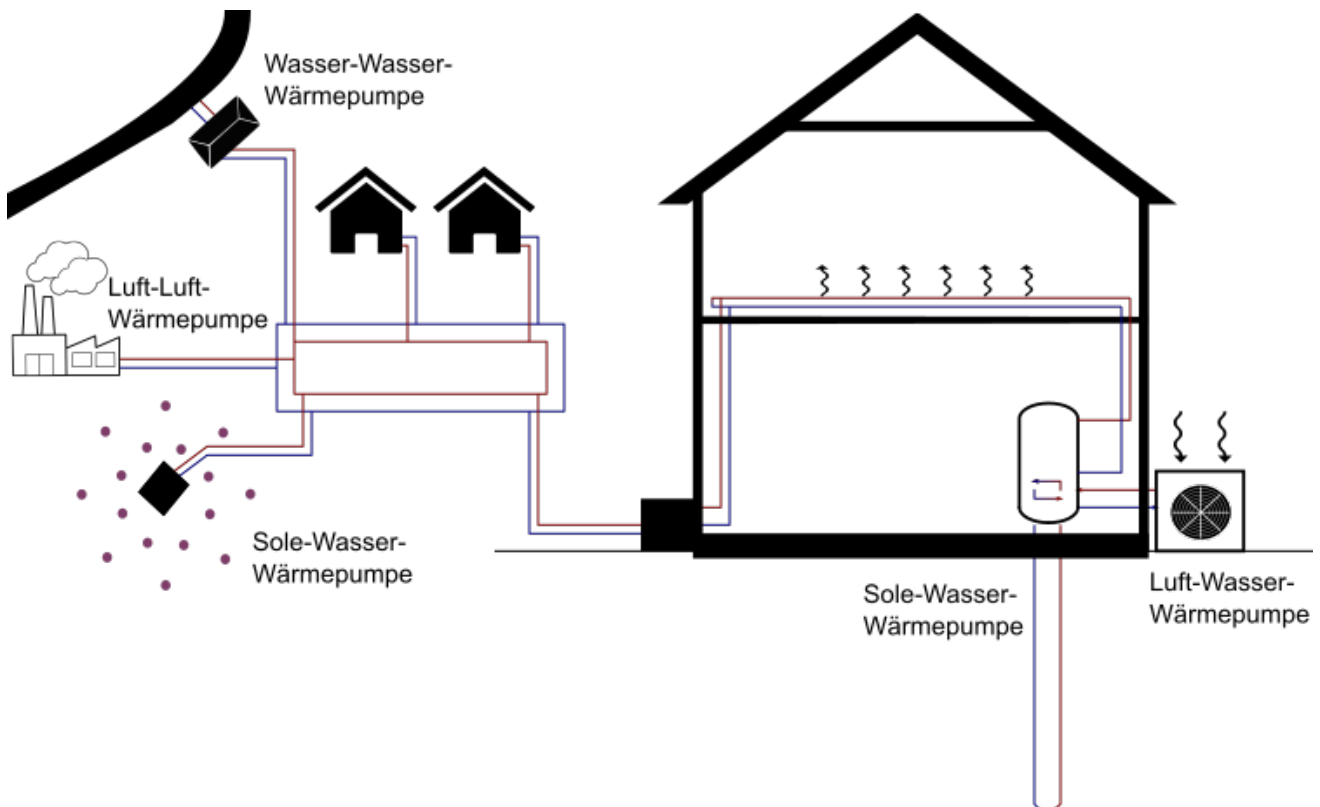 Wasser-Wasser-
Wärmepumpe
Luft-Luft-
Wärmepumpe
Sole-Wasser-
Wärmepumpe
Sole-Wasser-
Wärmepumpe
Luft-Wasser-
Wärmepumpe